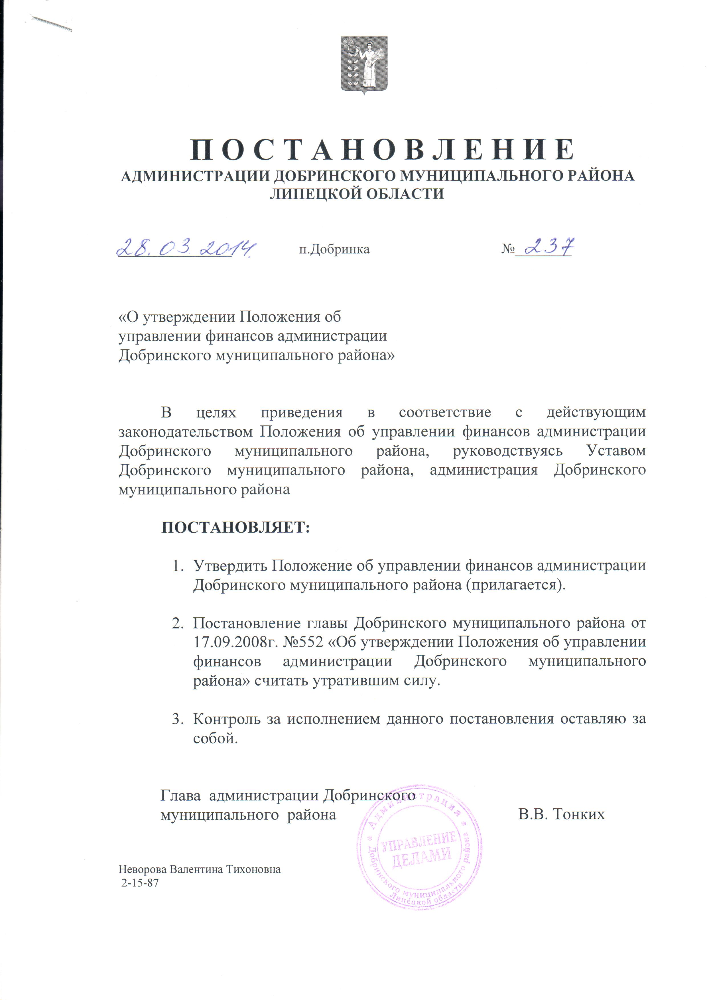 П О С Т А Н О В Л Е Н И Е
АДМИНИСТРАЦИИ ДОБРИНСКОГО МУНИЦИПАЛЬНОГО РАЙОНА
ЛИПЕЦКОЙ ОБЛАСТИ
28.03.2014. п.Добринка № 237
«О утверждении Положения об
управлении финансов администрации
Добринского муниципального района»
В целях приведения в соответствие с действующим
законодательством Положения об управлении финансов администрации
Добринского муниципального района, руководствуясь Уставом
Добринского муниципального района, администрация Добринского
муниципального района
ПОСТАНОВЛЯЕТ:
1. Утвердить Положение об управлении финансов администрации
Добринского муниципального района (прилагается).
2. Постановление главы Добринского муниципального района от
17.09.2008г. №552 «Об утверждении Положения об управлении
финансов администрации Добринского муниципального
района» считать утратившим силу.
3. Контроль за исполнением данного постановления оставляю за
собой.
Глава администрации Добринского
муниципального района В.В. Тонких
* Администрация *
Добринского муниципального района
Липецкой области
УПРАВЛЕНИЕ
ДЕЛАМИ
Неворова Валентина Тихоновна
2-15-87